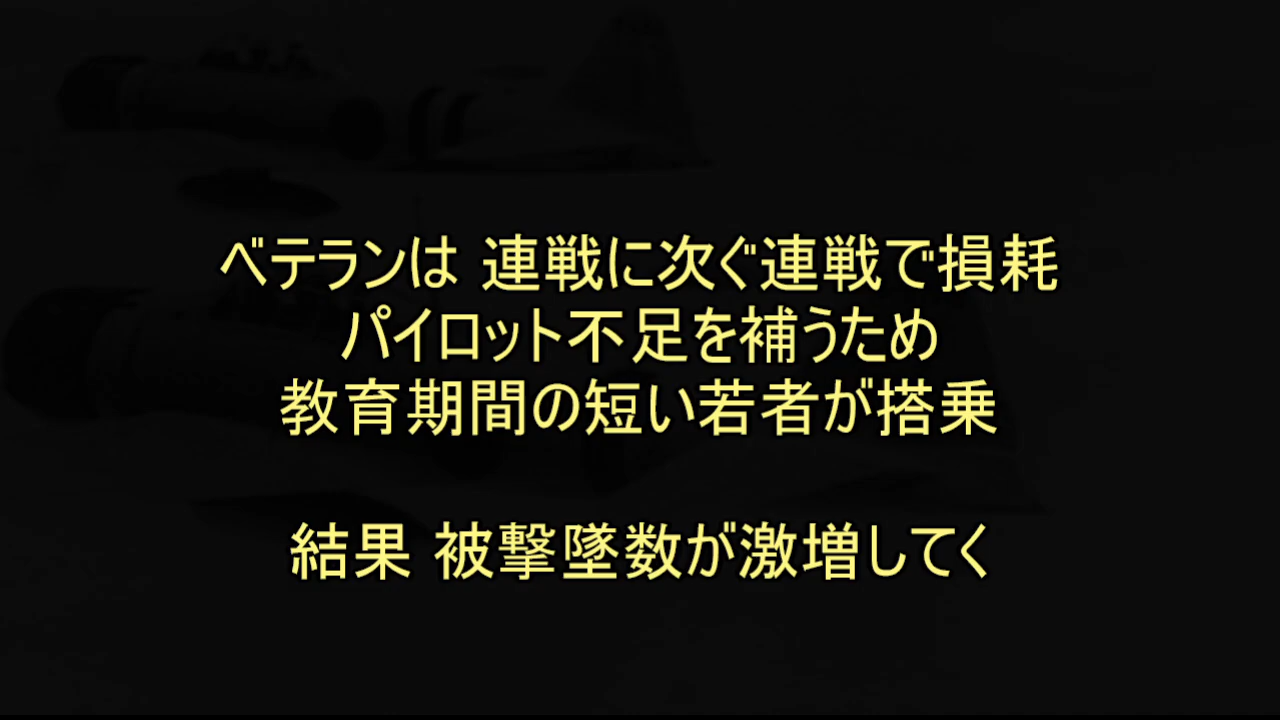 ベテランは 連戦に次ぐ連戦で損耗
パイロット不足を補うため
教育期間の短い若者が搭乗
結果 被撃墜数が激増してく